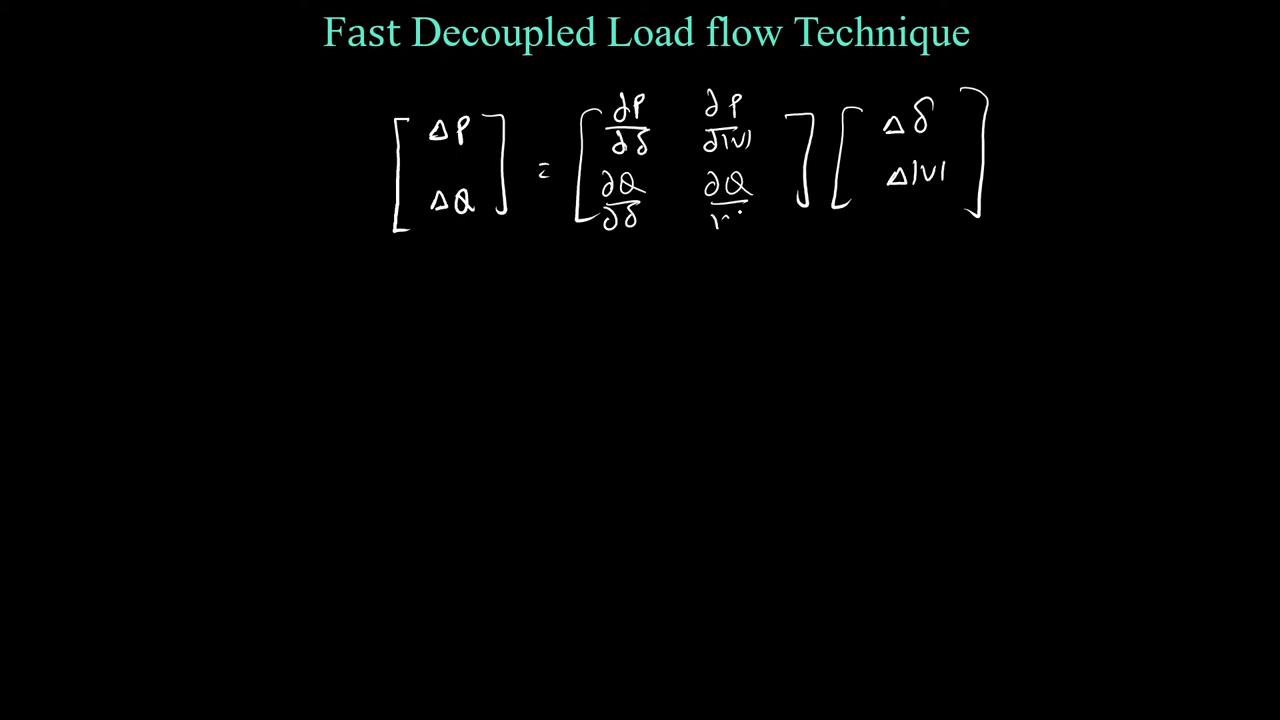 Fast Decoupled Load flow Technique
[ΔP ΔQ] = [∂P/∂δ ∂P/∂|V| ∂Q/∂δ ∂Q/] [Δδ Δ|V|]